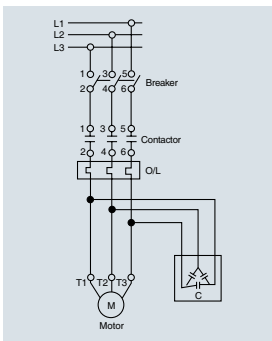 L1
L2
L3
1 3 5
Breaker
2 4 6
1 3 5
Contactor
2 4 6
O/L
T1 T2 T3
C
M
Motor